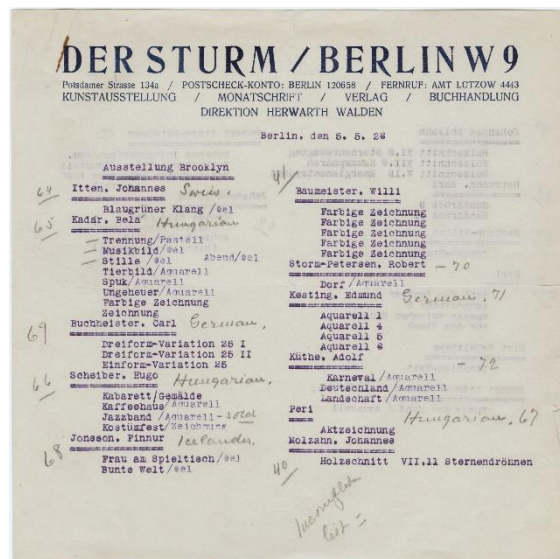 DER STURM / BERLIN W 9
Potsdamer Strasse 134a / POSTSCHECK-KONTO: BERLIN 120658 / FERNRUF: AMT LÜTZOW 4443
KUNSTAUSSTELLUNG / MONATSCHRIFT / VERLAG / BUCHHANDLUNG
DIREKTION HERWARTH WALDEN
Berlin, den 5. 5. 26
Ausstellung Brooklyn
64 Itten. Johannes Swiss.
Blaugrüner Klang/Oel
65 Kadár. Bela Hungarian
Trennung/Pastell
Musikbild/Oel
Stille /Oel Abend/Oel
Tierbild/Aquarell
Spuk/Aquarell
Ungeheuer/Aquarell
Farbige Zeichnung
Zeichnung
69 Buchheister. Carl German.
Dreiform-Variation 25 I
Dreiform-Variation 25 II
Einform-Variation 25
66 Scheiber. Hugo Hungarian.
Kabarett/Gemälde
Kaffeehaus/Aquarell
Jazzband/Aquarell - sold
Kostümfest/Zeichnung
68 Jonsson. Finnur Icelander.
Frau am Spieltisch/Oel
Bunte Welt/Oel
Baumeister. Willi
Farbige Zeichnung
Farbige Zeichnung
Farbige Zeichnung
Farbige Zeichnung
Farbige Zeichnung
Storm-Petersen. Robert - 70
Dorf/Aquarell
Kesting. Edmund German. 71
Aquarell 1
Aquarell 4
Aquarell 5
Aquarell 6
Küthe. Adolf - 72
Karneval/Aquarell
Deutschland/Aquarell
Landschaft/Aquarell
Peri Hungarian. 67
Aktzeichnung
Molzahn. Johannes
40 Holzschnitt VII.11 Sternendröhnen
Incomplete
list =